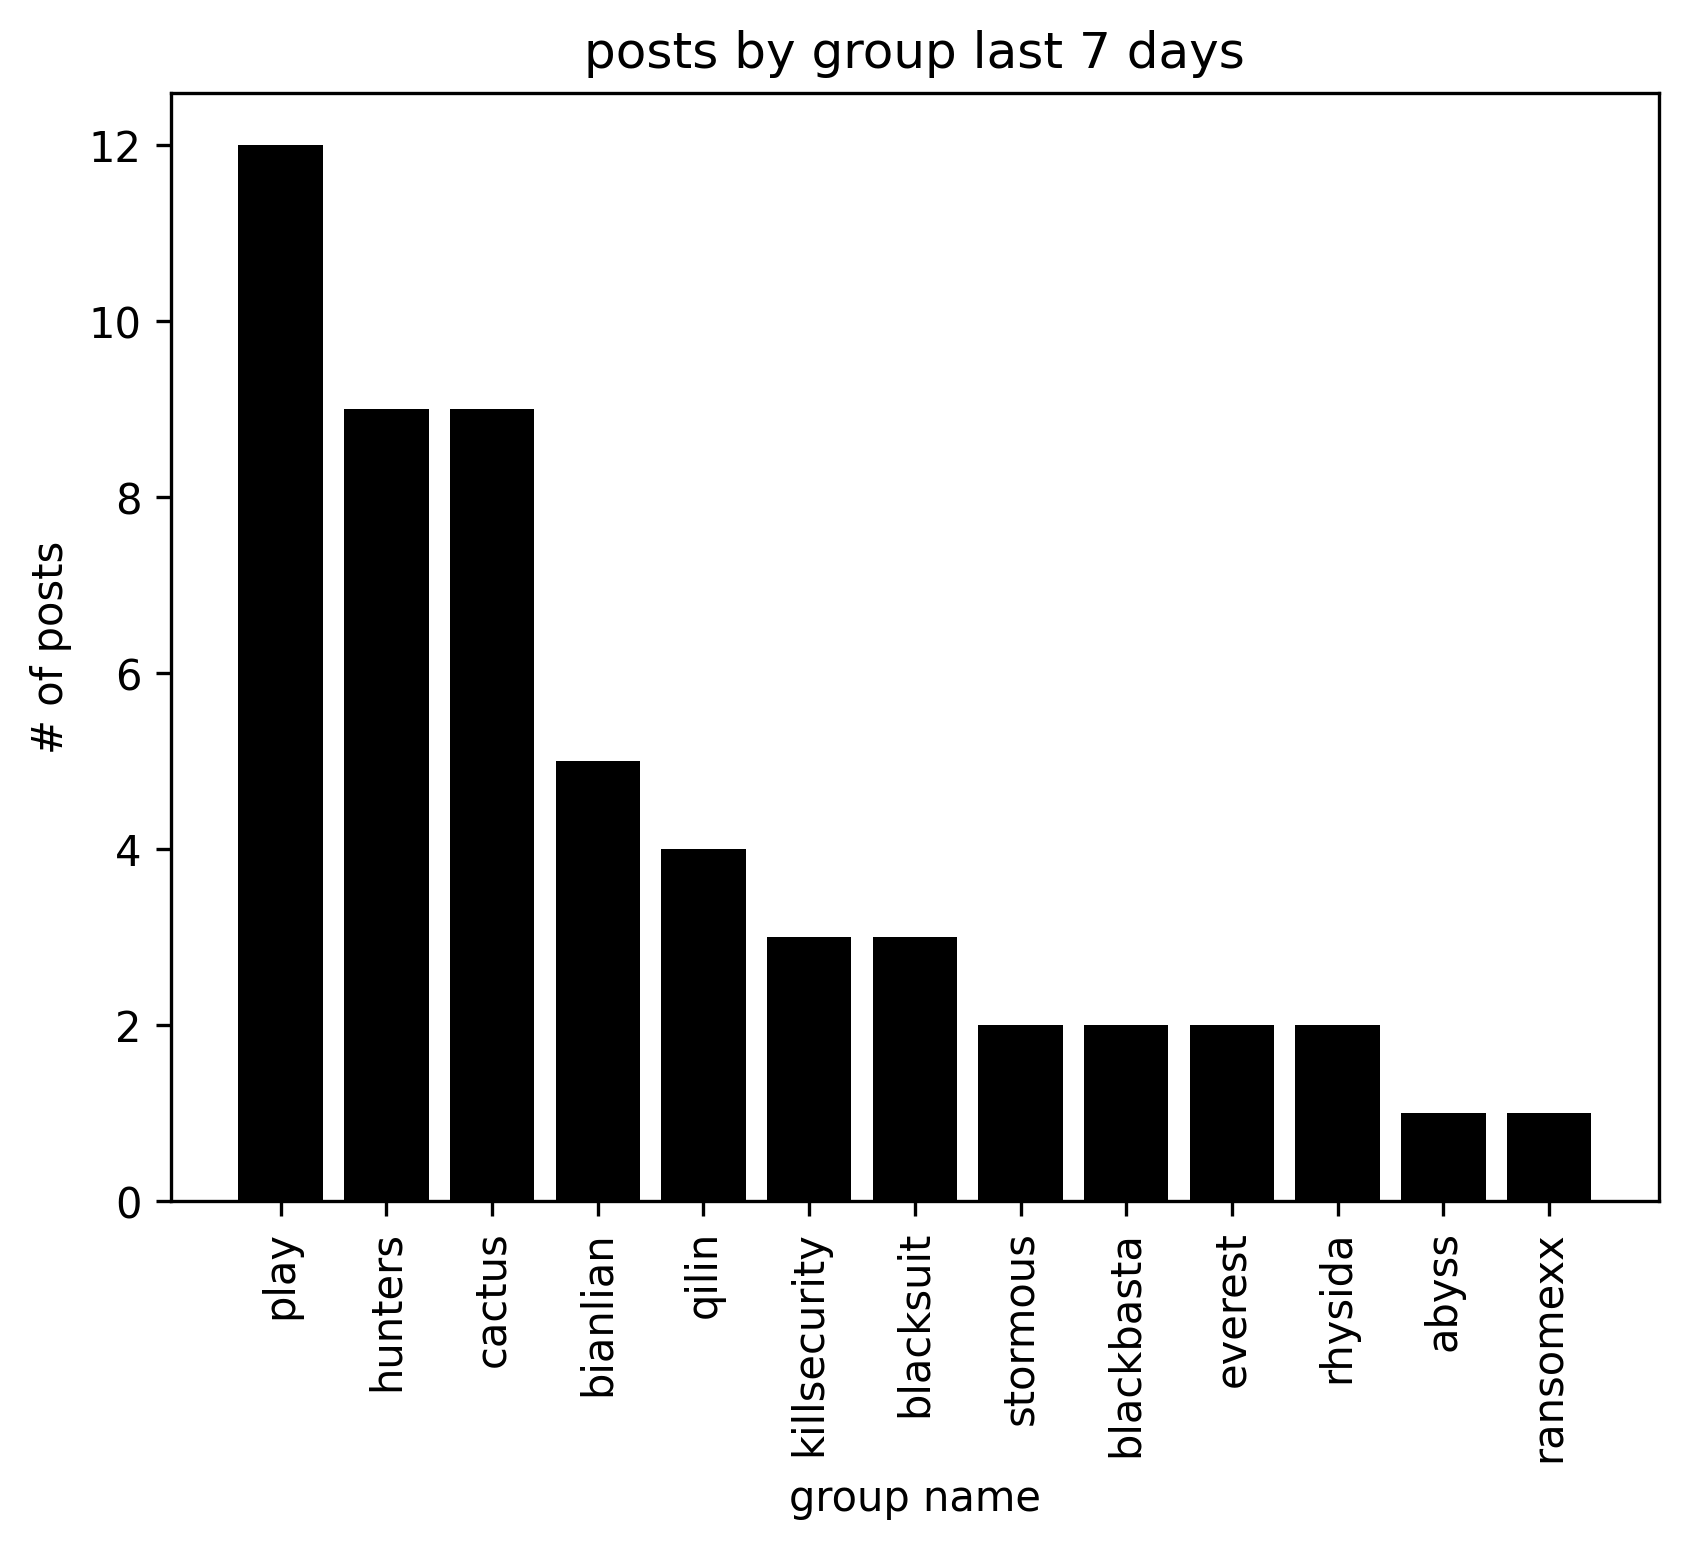 posts by group last 7 days
12
10
8
6
4
2
0
# of posts
play
hunters
cactus
bianlian
qilin
killsecurity
blacksuit
stormous
blackbasta
everest
rhysida
abyss
ransomexx
group name